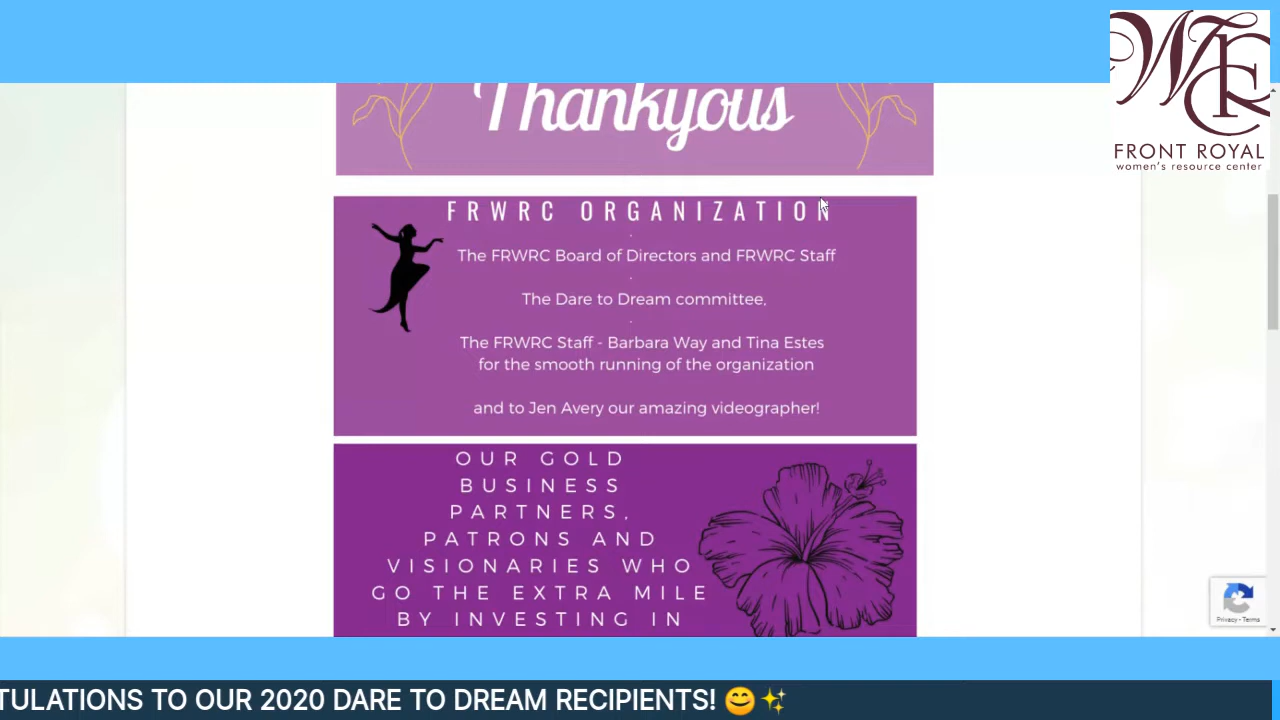 WRC
FRONT ROYAL
women's resource center
Thankyous
FRWRC ORGANIZATION
The FRWRC Board of Directors and FRWRC Staff
The Dare to Dream committee,
The FRWRC Staff - Barbara Way and Tina Estes
for the smooth running of the organization
and to Jen Avery our amazing videographer!
OUR GOLD
BUSINESS
PARTNERS,
PATRONS AND
VISIONARIES WHO
GO THE EXTRA MILE
BY INVESTING IN
Privacy - Terms
TULATIONS TO OUR 2020 DARE TO DREAM RECIPIENTS! 😊✨